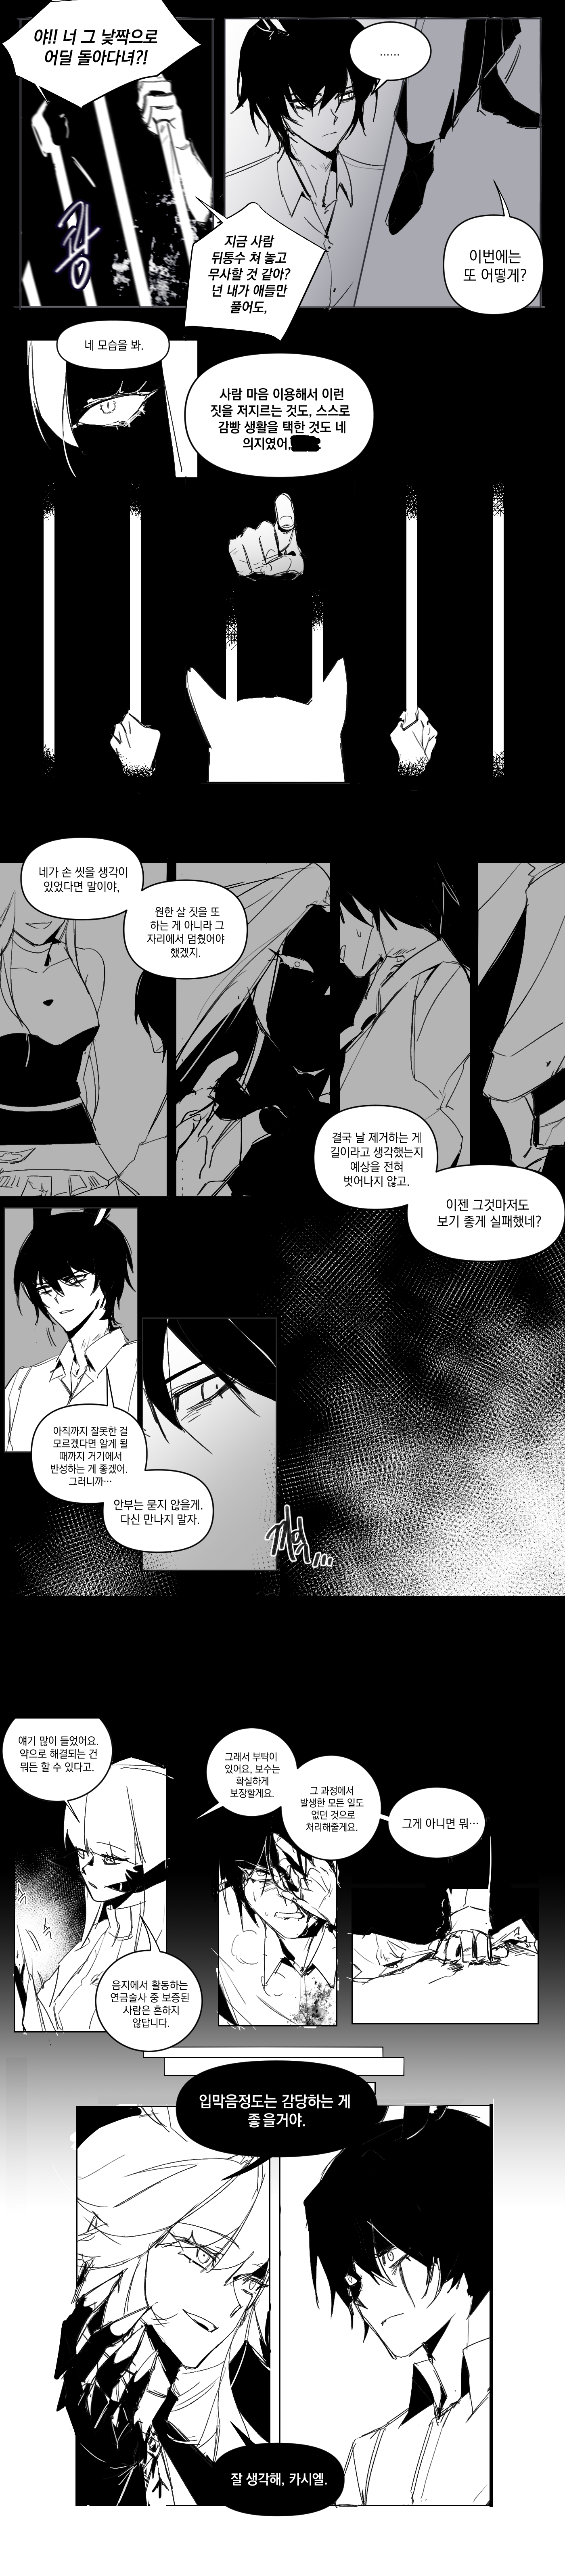 야!! 너 그 낯짝으로
어딜 돌아다녀?!
……
쾅
지금 사람
뒤통수 쳐 놓고
무사할 것 같아?
넌 내가 애들만
풀어도,
이번에는
또 어떻게?
네 모습을 봐.
사람 마음 이용해서 이런
짓을 저지르는 것도, 스스로
감빵 생활을 택한 것도 네
의지였어,
네가 손 씻을 생각이
있었다면 말이야,
원한 살 짓을 또
하는 게 아니라 그
자리에서 멈췄어야
했겠지.
결국 날 제거하는 게
길이라고 생각했는지
예상을 전혀
벗어나지 않고.
이젠 그것마저도
보기 좋게 실패했네?
아직까지 잘못한 걸
모르겠다면 알게 될
때까지 거기에서
반성하는 게 좋겠어.
그러니까…
안부는 묻지 않을게.
다신 만나지 말자.
얘기 많이 들었어요.
약으로 해결되는 건
뭐든 할 수 있다고.
그래서 부탁이
있어요, 보수는
확실하게
보장할게요.
그 과정에서
발생한 모든 일도
없던 것으로
처리해줄게요.
그게 아니면 뭐…
음지에서 활동하는
연금술사 중 보증된
사람은 흔하지
않답니다.
입막음정도는 감당하는 게
좋을거야.
잘 생각해, 카시엘.